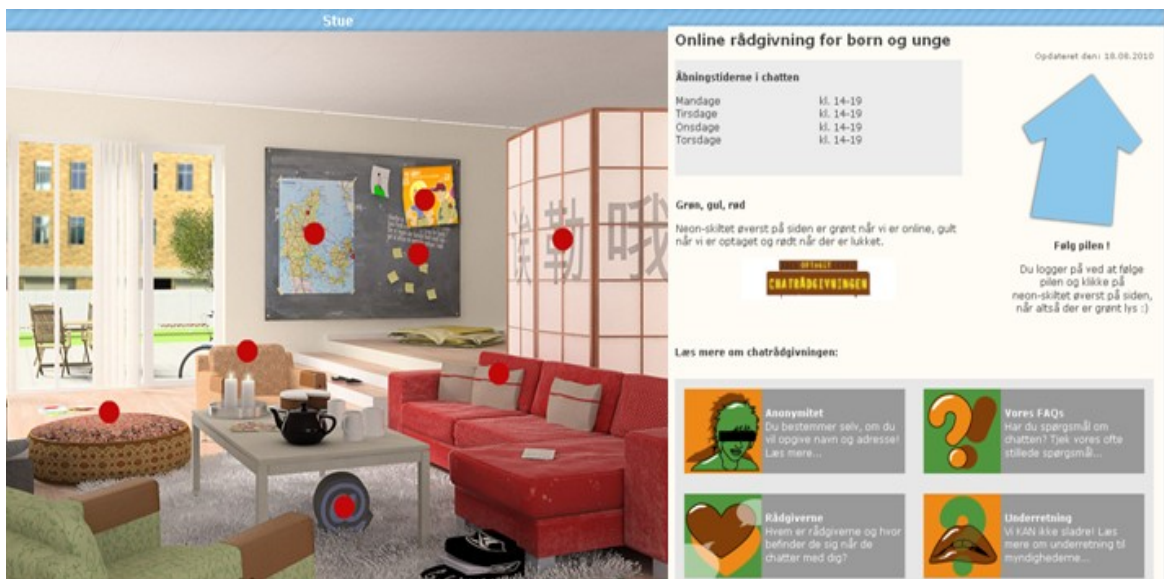 Stue
Online rådgivning for børn og unge
Opdateret den: 18.08.2010
Åbningstiderne i chatten
Mandage kl. 14-19
Tirsdage kl. 14-19
Onsdage kl. 14-19
Torsdage kl. 14-19
Grøn, gul, rød
Neon-skiltet øverst på siden er grønt når vi er online, gult
når vi er optaget og rødt når der er lukket.
OPTAGET
CHATRÅDGIVNINGEN
Følg pilen !
Du logger på ved at følge
pilen og klikke på
neon-skiltet øverst på siden,
når altså der er grønt lys :)
Læs mere om chatrådgivningen:
Anonymitet
Du bestemmer selv, om du
vil opgive navn og adresse!
Læs mere...
Vores FAQs
Har du spørgsmål om
chatten? Tjek vores ofte
stillede spørgsmål...
Rådgiverne
Hvem er rådgiverne og hvor
befinder de sig når de
chatter med dig?
Underretning
Vi KAN ikke sladre! Læs
mere om underretning til
myndighederne...
勒哦